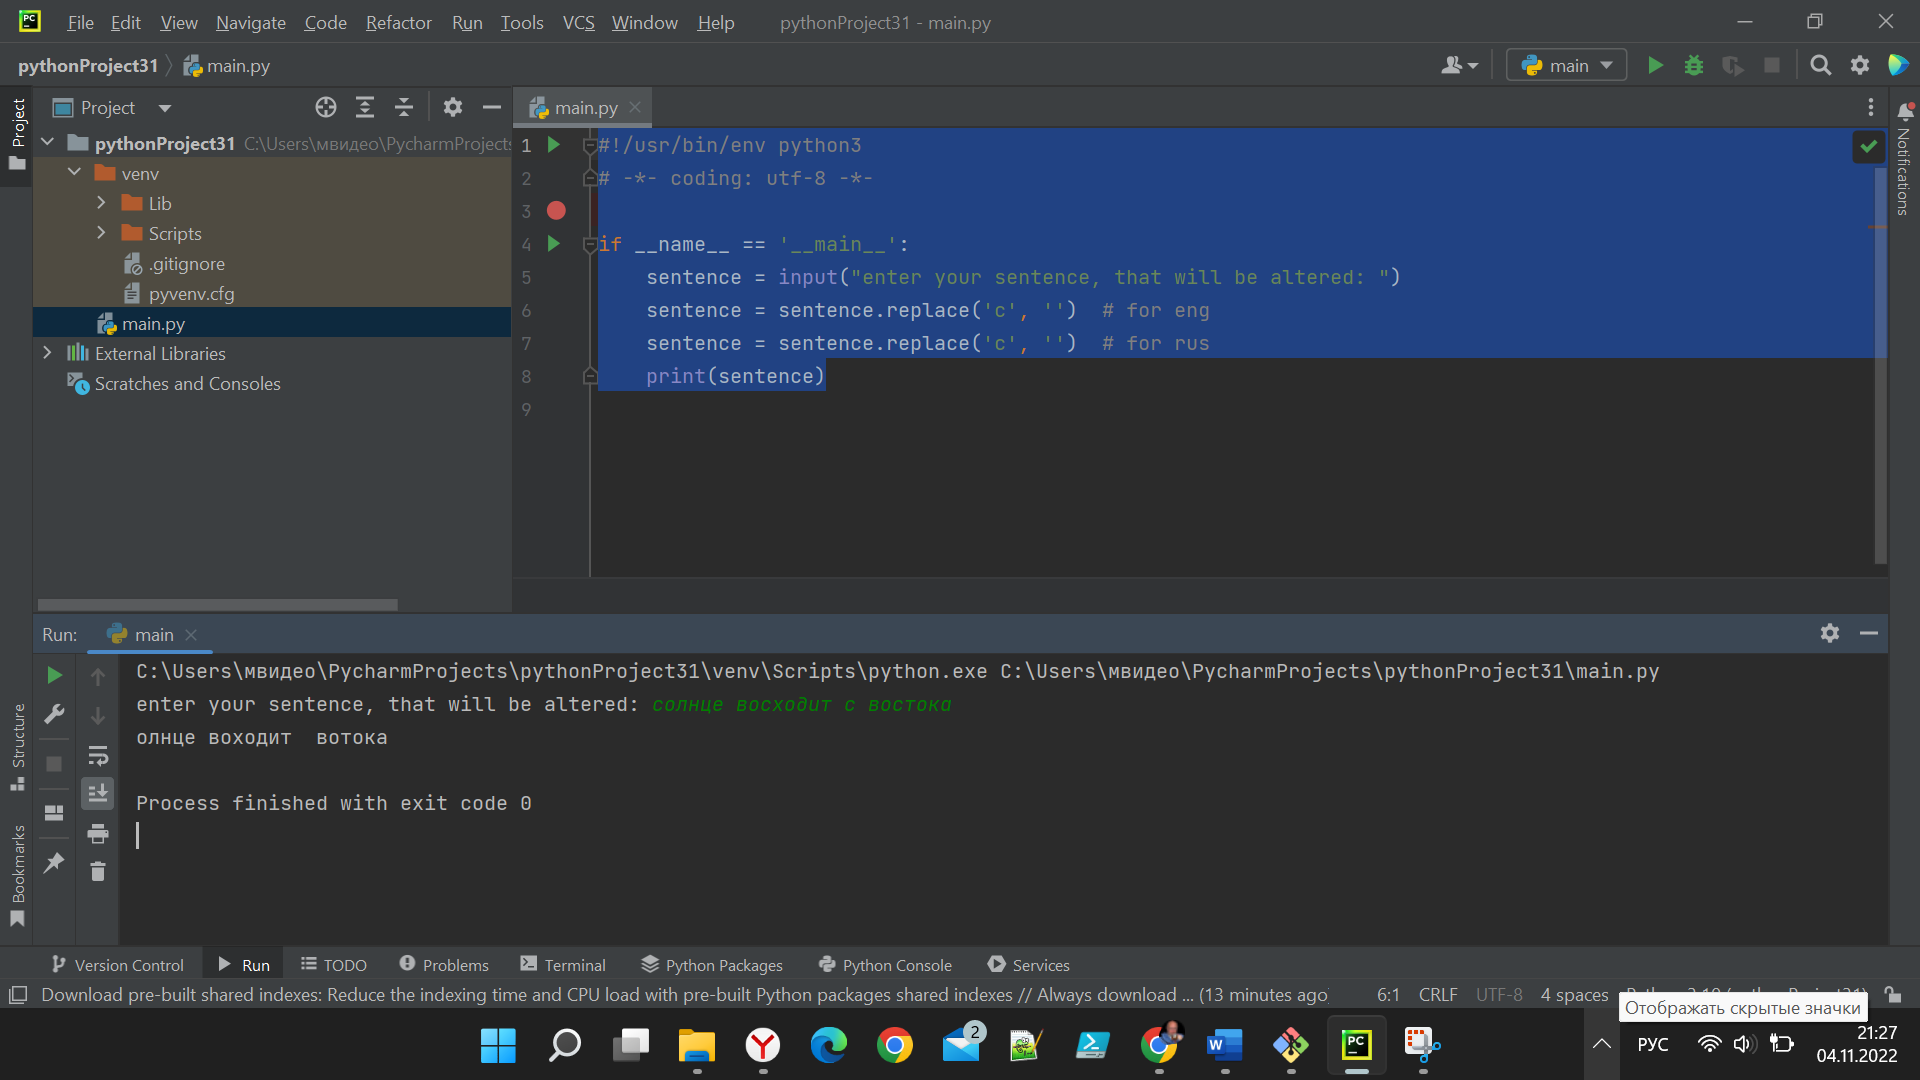 File Edit View Navigate Code Refactor Run Tools VCS Window Help pythonProject31 - main.py
pythonProject31 main.py
main
Project
Project
main.py
pythonProject31 C:\Users\мвидео\PycharmProjects
venv
Lib
Scripts
.gitignore
pyvenv.cfg
main.py
External Libraries
Scratches and Consoles
1 #!/usr/bin/env python3
2 # -*- coding: utf-8 -*-
3
4 if __name__ == '__main__':
5 sentence = input("enter your sentence, that will be altered: ")
6 sentence = sentence.replace('c', '') # for eng
7 sentence = sentence.replace('с', '') # for rus
8 print(sentence)
9
Notifications
Run: main
C:\Users\мвидео\PycharmProjects\pythonProject31\venv\Scripts\python.exe C:\Users\мвидео\PycharmProjects\pythonProject31\main.py
enter your sentence, that will be altered: солнце восходит с востока
олнце воходит  вотока
Process finished with exit code 0
Structure
Bookmarks
Version Control Run TODO Problems Terminal Python Packages Python Console Services
Download pre-built shared indexes: Reduce the indexing time and CPU load with pre-built Python packages shared indexes // Always download ... (13 minutes ago) 6:1 CRLF UTF-8 4 spaces
Отображать скрытые значки
2
РУС
21:27
04.11.2022